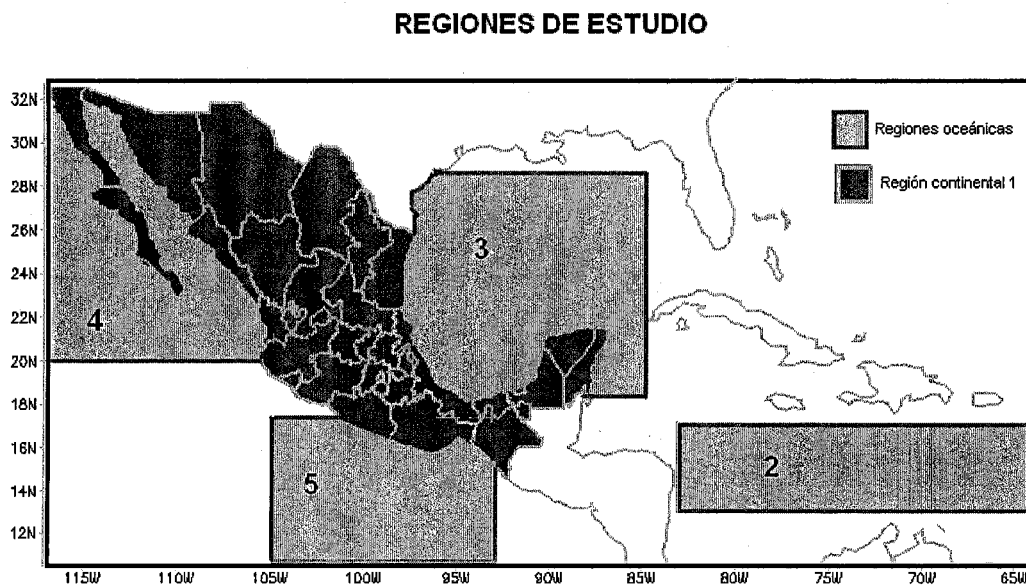 REGIONES DE ESTUDIO
32N
30N
28N
26N
24N
22N
20N
18N
16N
14N
12N
Regiones oceánicas
Región continental 1
3
4
5
2
115W 110W 105W 100W 95W 90W 85W 80W 75W 70W 65W